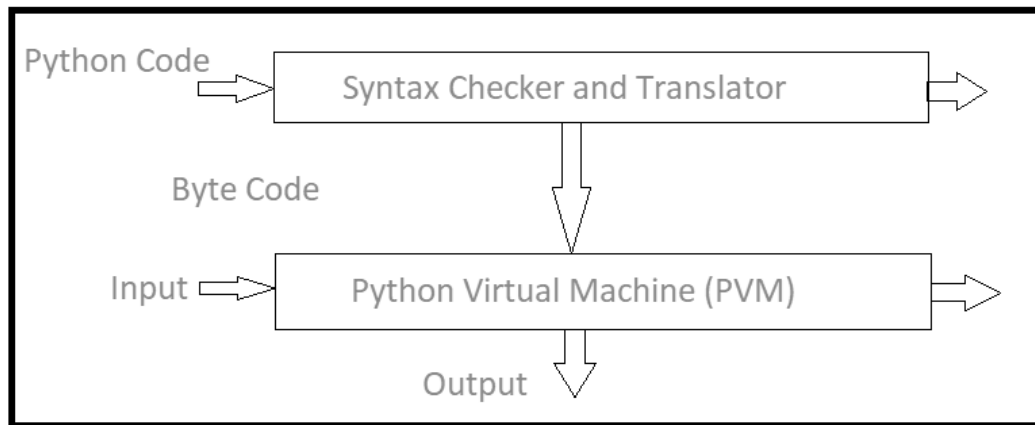 Python Code
Syntax Checker and Translator
Byte Code
Input
Python Virtual Machine (PVM)
Output